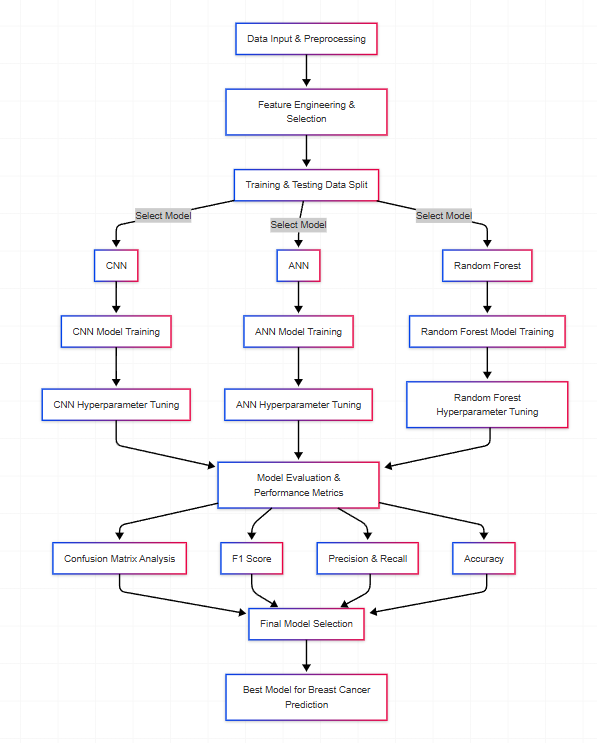 Data Input & Preprocessing
Feature Engineering &
Selection
Training & Testing Data Split
Select Model
Select Model
Select Model
CNN
ANN
Random Forest
CNN Model Training
ANN Model Training
Random Forest Model Training
CNN Hyperparameter Tuning
ANN Hyperparameter Tuning
Random Forest
Hyperparameter Tuning
Model Evaluation &
Performance Metrics
Confusion Matrix Analysis
F1 Score
Precision & Recall
Accuracy
Final Model Selection
Best Model for Breast Cancer
Prediction